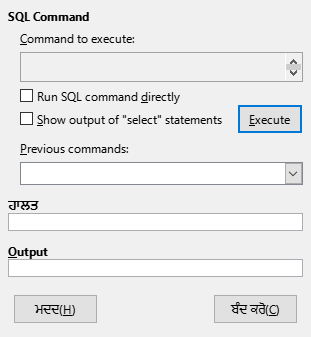 SQL Command
Command to execute:
Run SQL command directly
Show output of "select" statements
Execute
Previous commands:
ਹਾਲਤ
Output
ਮਦਦ(H)
ਬੰਦ ਕਰੋ(C)